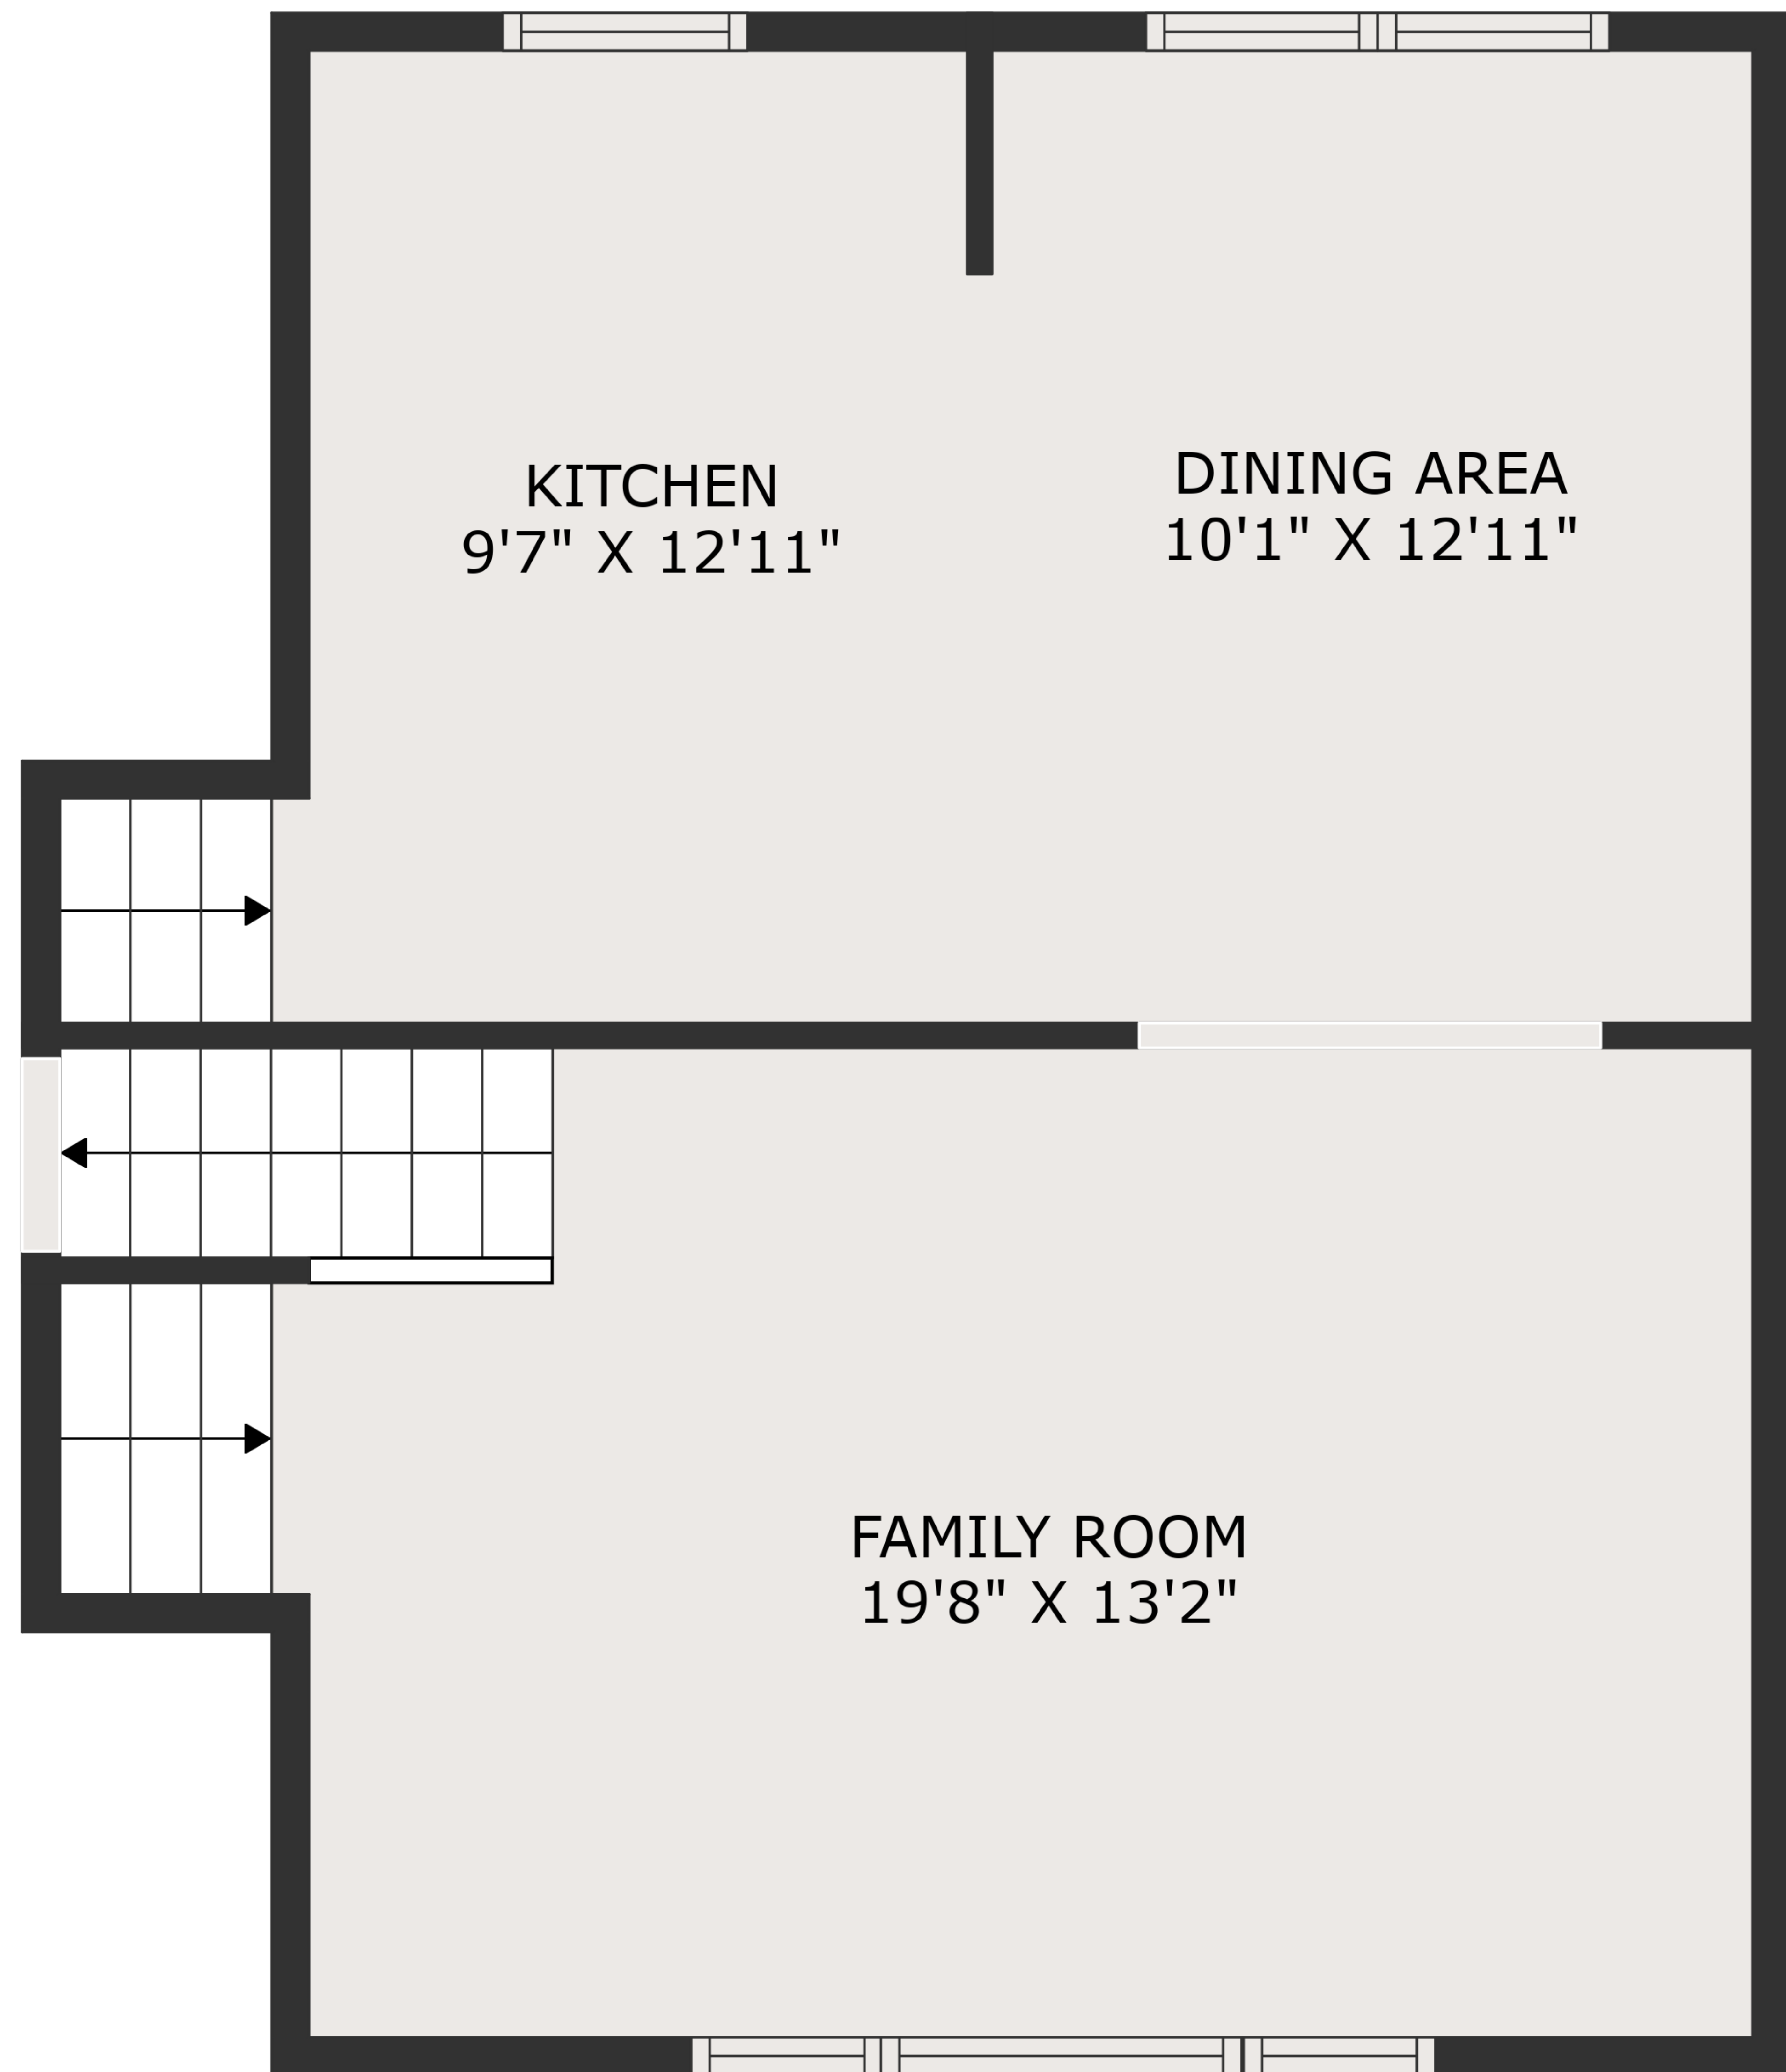 KITCHEN
9'7" X 12'11"
DINING AREA
10'1" X 12'11"
FAMILY ROOM
19'8" X 13'2"